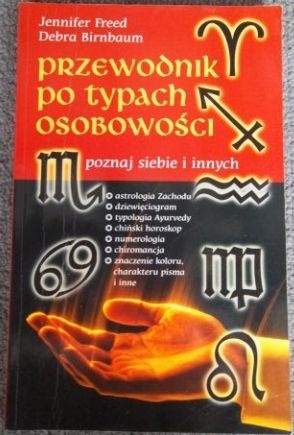 Jennifer Freed
Debra Birnbaum
PRZEWODNIK
PO TYPACH
OSOBOWOŚCI
poznaj siebie i innych
astrologia Zachodu
dziewięciogram
typologia Ayurvedy
chiński horoskop
numerologia
chiromancja
znaczenie koloru,
charakteru pisma
i inne